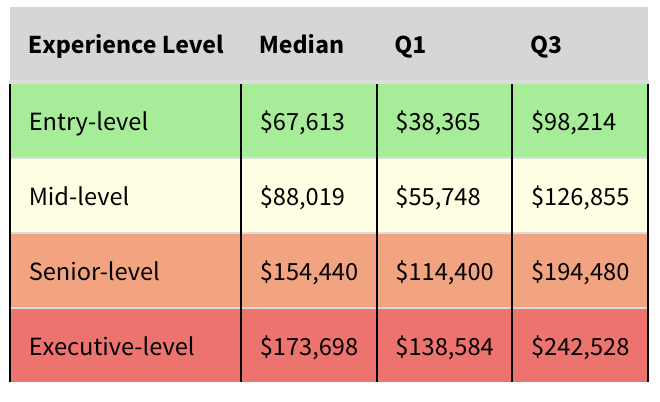 Experience Level Median Q1 Q3
Entry-level $67,613 $38,365 $98,214
Mid-level $88,019 $55,748 $126,855
Senior-level $154,440 $114,400 $194,480
Executive-level $173,698 $138,584 $242,528